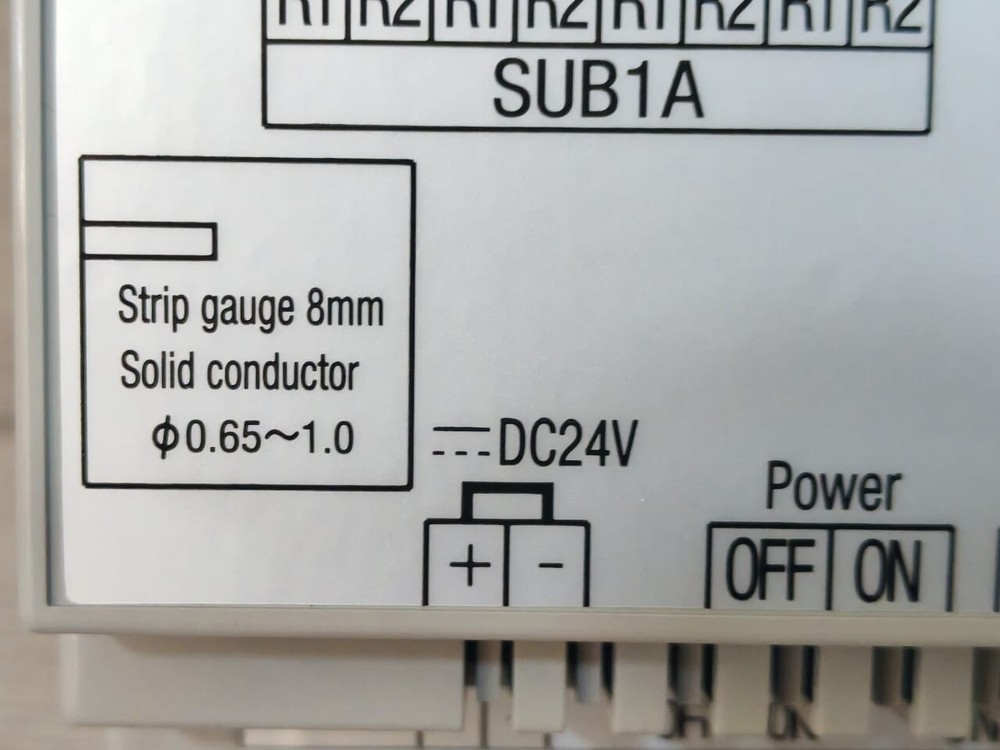 R1 R2 R1 R2 R1 R2 R1 R2
SUB1A
Strip gauge 8mm
Solid conductor
ϕ0.65～1.0
DC24V
+ -
Power
OFF ON